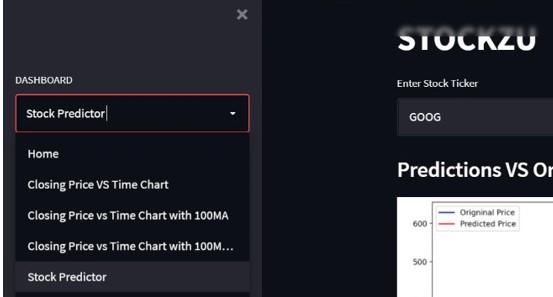 ×
DASHBOARD
Stock Predictor
Home
Closing Price VS Time Chart
Closing Price vs Time Chart with 100MA
Closing Price vs Time Chart with 100M...
Stock Predictor
STOCKZU
Enter Stock Ticker
GOOG
Predictions VS Or
Origninal Price
Predicted Price
600
500